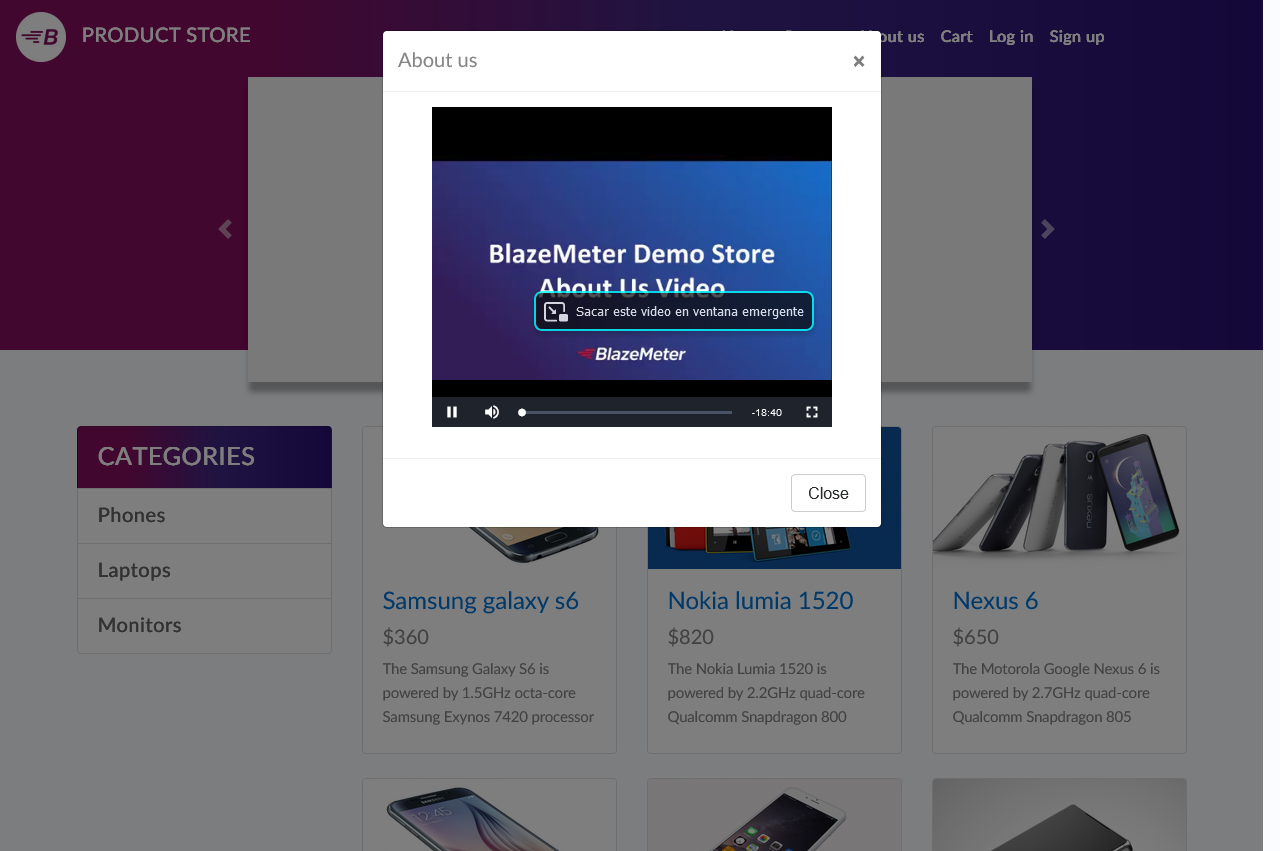 B
PRODUCT STORE
out us Cart Log in Sign up
About us
×
BlazeMeter Demo Store
About Us Video
Sacar este video en ventana emergente
BlazeMeter
-18:40
Close
CATEGORIES
Phones
Laptops
Monitors
Samsung galaxy s6
$360
The Samsung Galaxy S6 is
powered by 1.5GHz octa-core
Samsung Exynos 7420 processor
Nokia lumia 1520
$820
The Nokia Lumia 1520 is
powered by 2.2GHz quad-core
Qualcomm Snapdragon 800
Nexus 6
$650
The Motorola Google Nexus 6 is
powered by 2.7GHz quad-core
Qualcomm Snapdragon 805